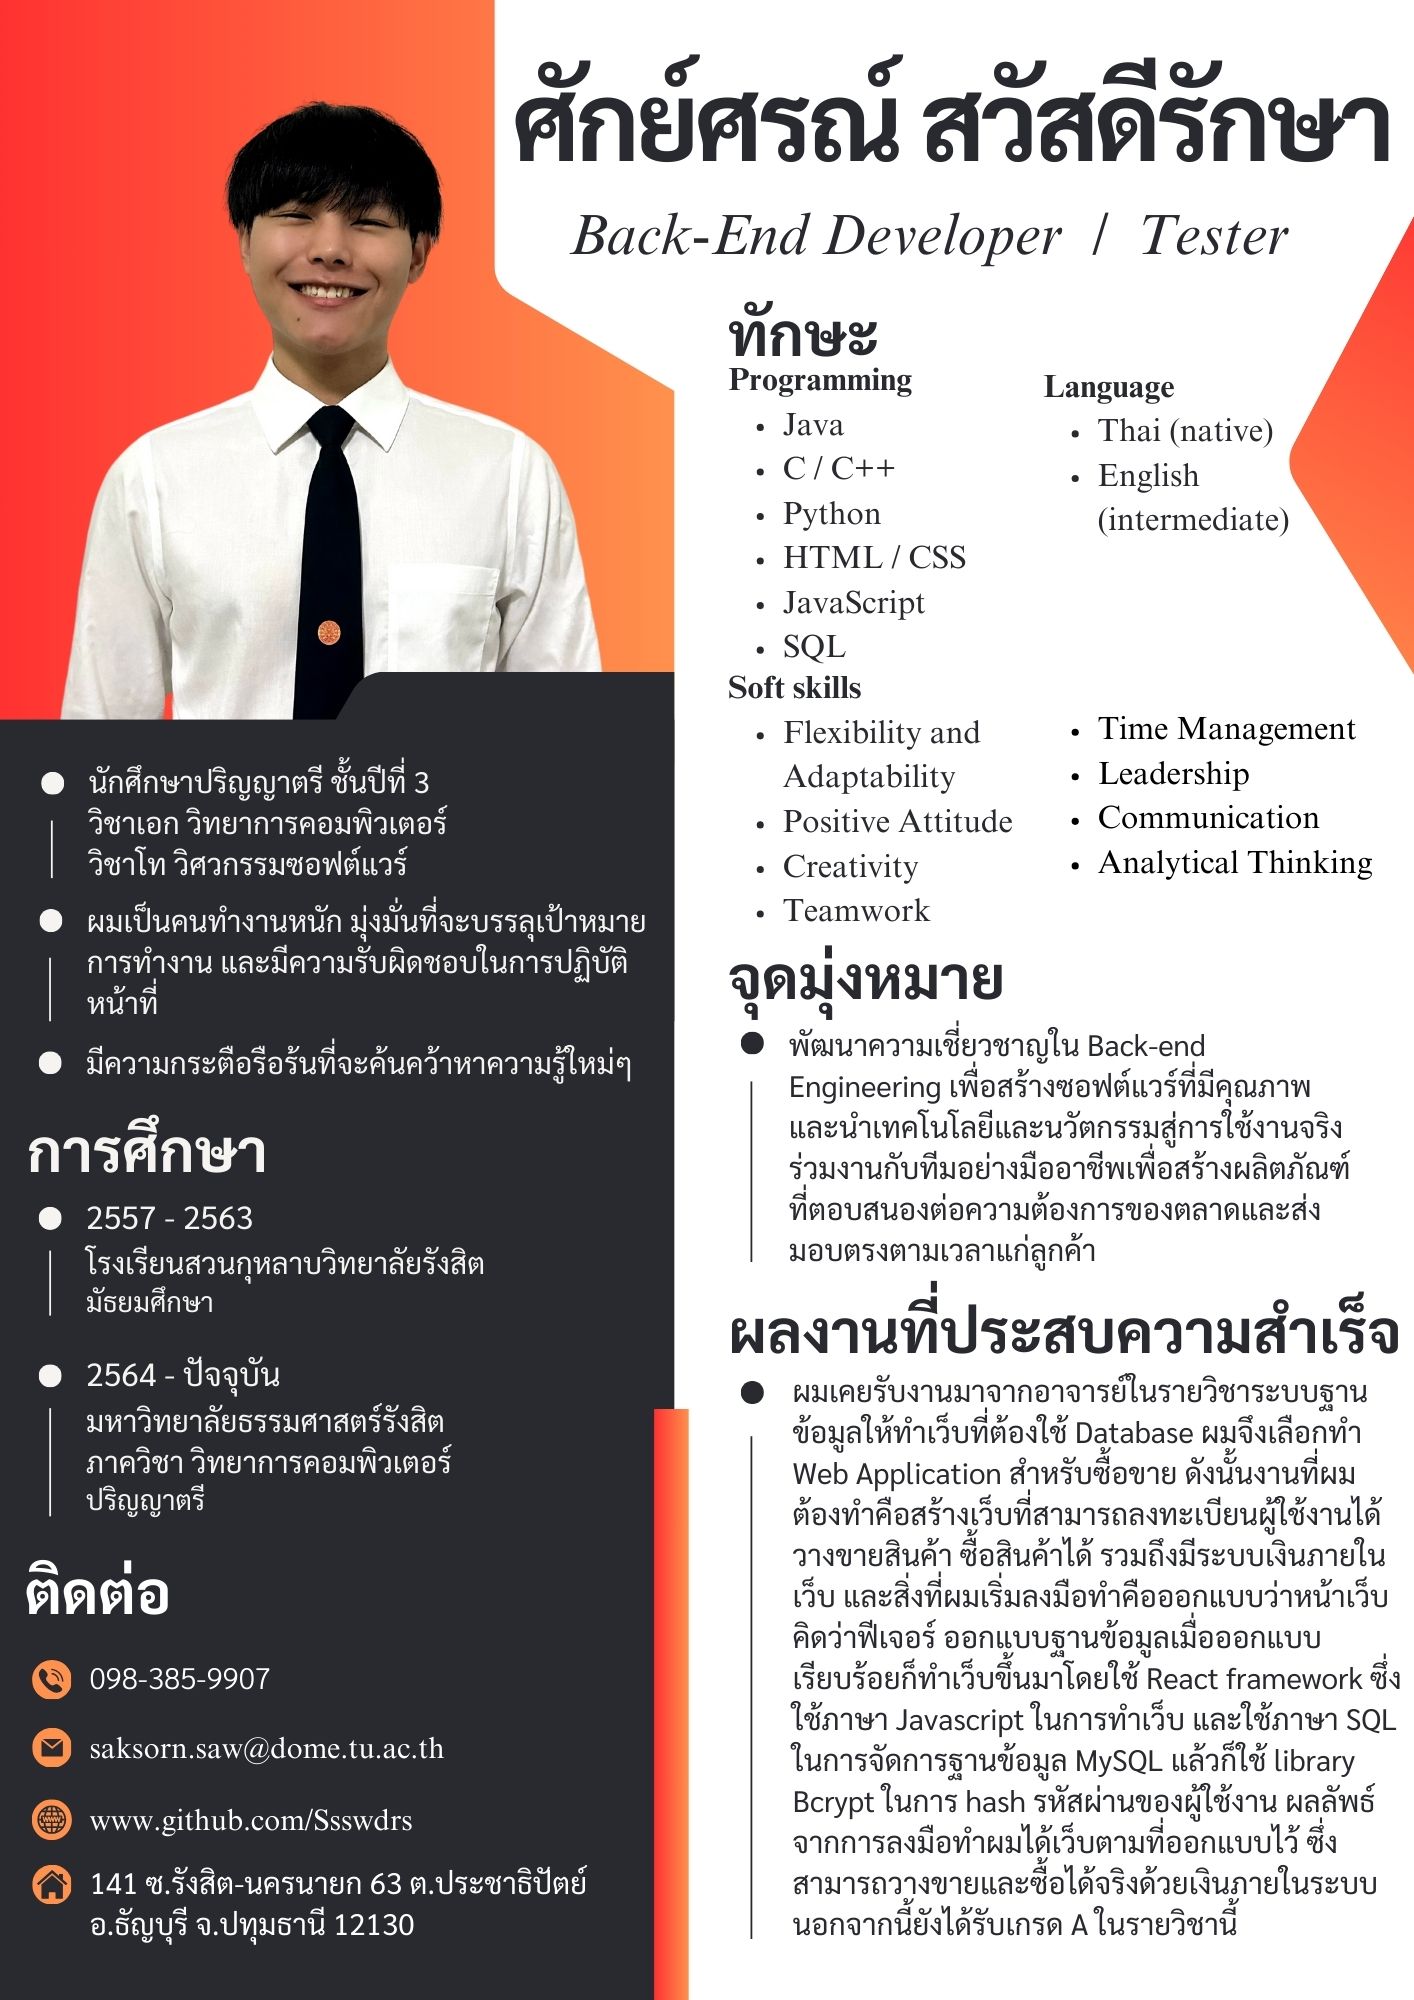 ศักย์ศรณ์ สวัสดีรักษา
Back-End Developer / Tester
ทักษะ
Programming
Java
C / C++
Python
HTML / CSS
JavaScript
SQL
Language
Thai (native)
English
(intermediate)
Soft skills
Flexibility and
Adaptability
Positive Attitude
Creativity
Teamwork
Time Management
Leadership
Communication
Analytical Thinking
จุดมุ่งหมาย
พัฒนาความเชี่ยวชาญใน Back-end
Engineering เพื่อสร้างซอฟต์แวร์ที่มีคุณภาพ
และนำเทคโนโลยีและนวัตกรรมสู่การใช้งานจริง
ร่วมงานกับทีมอย่างมืออาชีพเพื่อสร้างผลิตภัณฑ์
ที่ตอบสนองต่อความต้องการของตลาดและส่ง
มอบตรงตามเวลาแก่ลูกค้า
ผลงานที่ประสบความสำเร็จ
ผมเคยรับงานมาจากอาจารย์ในรายวิชาระบบฐาน
ข้อมูลให้ทำเว็บที่ต้องใช้ Database ผมจึงเลือกทำ
Web Application สำหรับซื้อขาย ดังนั้นงานที่ผม
ต้องทำคือสร้างเว็บที่สามารถลงทะเบียนผู้ใช้งานได้
วางขายสินค้า ซื้อสินค้าได้ รวมถึงมีระบบเงินภายใน
เว็บ และสิ่งที่ผมเริ่มลงมือทำคือออกแบบว่าหน้าเว็บ
คิดว่าฟีเจอร์ ออกแบบฐานข้อมูลเมื่อออกแบบ
เรียบร้อยก็ทำเว็บขึ้นมาโดยใช้ React framework ซึ่ง
ใช้ภาษา Javascript ในการทำเว็บ และใช้ภาษา SQL
ในการจัดการฐานข้อมูล MySQL แล้วก็ใช้ library
Bcrypt ในการ hash รหัสผ่านของผู้ใช้งาน ผลลัพธ์
จากการลงมือทำผมได้เว็บตามที่ออกแบบไว้ ซึ่ง
สามารถวางขายและซื้อได้จริงด้วยเงินภายในระบบ
นอกจากนี้ยังได้รับเกรด A ในรายวิชานี้
นักศึกษาปริญญาตรี ชั้นปีที่ 3
วิชาเอก วิทยาการคอมพิวเตอร์
วิชาโท วิศวกรรมซอฟต์แวร์
ผมเป็นคนทำงานหนัก มุ่งมั่นที่จะบรรลุเป้าหมาย
การทำงาน และมีความรับผิดชอบในการปฏิบัติ
หน้าที่
มีความกระตือรือร้นที่จะค้นคว้าหาความรู้ใหม่ๆ
การศึกษา
2557 - 2563
โรงเรียนสวนกุหลาบวิทยาลัยรังสิต
มัธยมศึกษา
2564 - ปัจจุบัน
มหาวิทยาลัยธรรมศาสตร์รังสิต
ภาควิชา วิทยาการคอมพิวเตอร์
ปริญญาตรี
ติดต่อ
098-385-9907
saksorn.saw@dome.tu.ac.th
www.github.com/Ssswdrs
141 ซ.รังสิต-นครนายก 63 ต.ประชาธิปัตย์
อ.ธัญบุรี จ.ปทุมธานี 12130